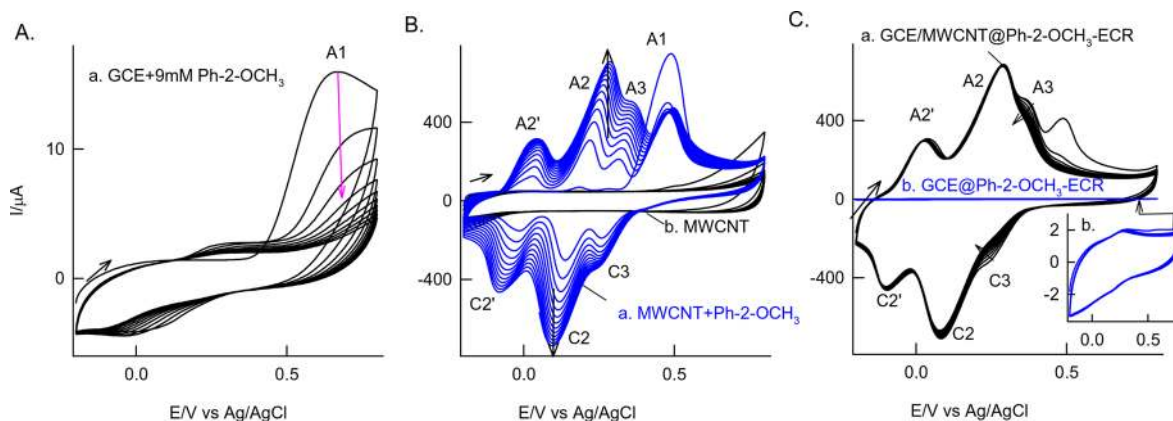 A.
A1
a. GCE+9mM Ph-2-OCH₃
10
0
I/µA
0.0
0.5
E/V vs Ag/AgCl
B.
A1
A2
A3
A2'
400
0
-400
b. MWCNT
C3
C2'
C2
a. MWCNT+Ph-2-OCH₃
0.0
0.5
E/V vs Ag/AgCl
C.
a. GCE/MWCNT@Ph-2-OCH₃-ECR
A2
A3
A2'
400
0
-400
b. GCE@Ph-2-OCH₃-ECR
C3
C2'
C2
b.
2
0
-2
0.0
0.5
0.0
0.5
E/V vs Ag/AgCl